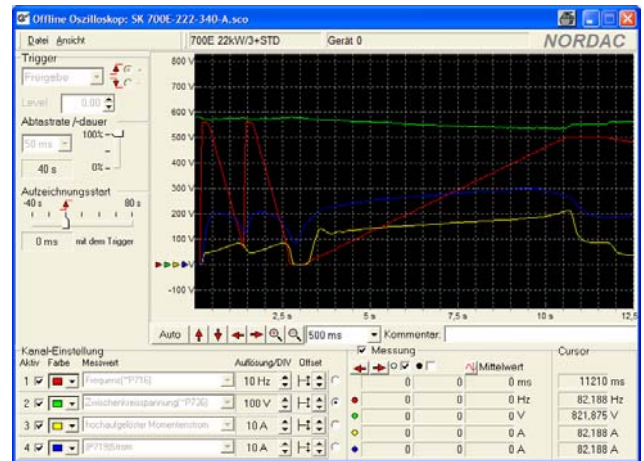 Offline Oszilloskop: SK 700E-222-340-A.sco
Datei Ansicht
700E 22kW/3+STD Gerät 0
NORDAC
Trigger
Freigabe
Level 0.00
Abtastrate /-dauer
50 ms 100%
40 s 0%
Aufzeichnungsstart
-40 s 80 s
0 ms mit dem Trigger
800 V
700 V
600 V
500 V
400 V
300 V
200 V
100 V
V
-100 V
2,5 s 5 s 7,5 s 10 s 12,5
Auto 500 ms Kommentar:
Kanal-Einstellung
Aktiv Farbe Messwert Auflösung/DIV Offset
1 Frequenz(~P716) 10 Hz
2 Zwischenkreisspannung(~P736) 100 V
3 hochaufgelöster Momentenstrom 10 A
4 (P719)Strom 10 A
Messung
Mittelwert
0 0 0 ms
0 0 0 Hz
0 0 0 V
0 0 0 A
0 0 0 A
Cursor
11210 ms
82,188 Hz
821,875 V
82,188 A
82,188 A